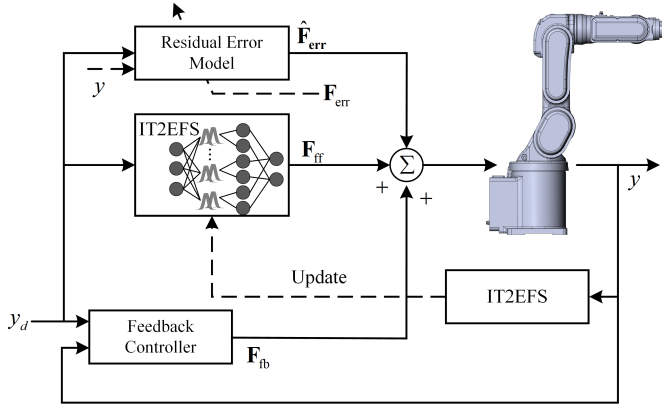 Residual Error
Model
F̂err
y
Ferr
IT2EFS
Fff
Σ
+
+
y
Update
IT2EFS
yd
Feedback
Controller
Ffb